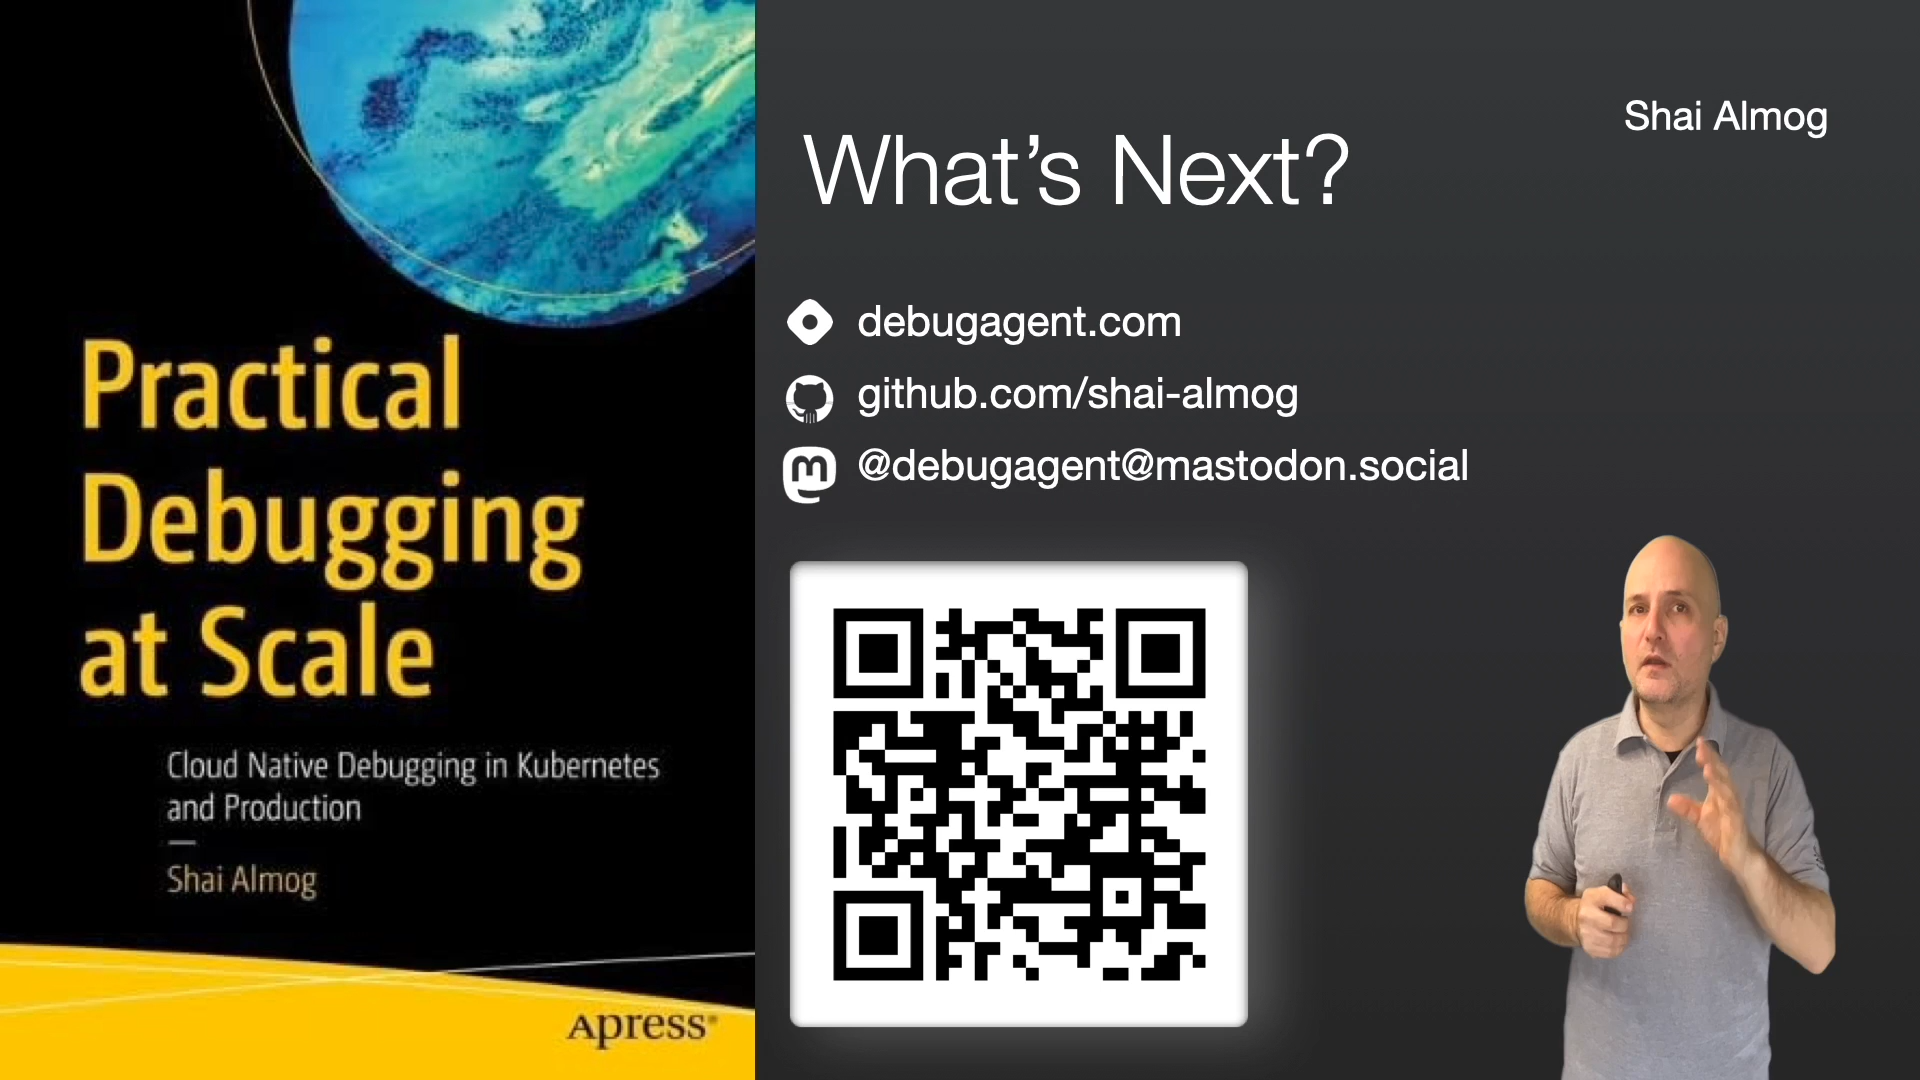 Practical
Debugging
at Scale
Cloud Native Debugging in Kubernetes
and Production
Shai Almog
Apress®
Shai Almog
What's Next?
debugagent.com
github.com/shai-almog
@debugagent@mastodon.social